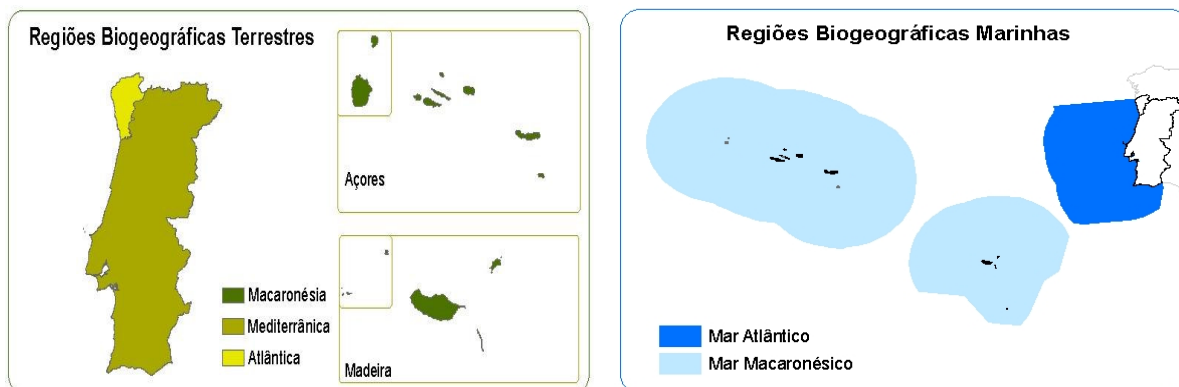 Regiões Biogeográficas Terrestres
Açores
Macaronésia
Mediterrânica
Atlântica
Madeira
Regiões Biogeográficas Marinhas
Mar Atlântico
Mar Macaronésico